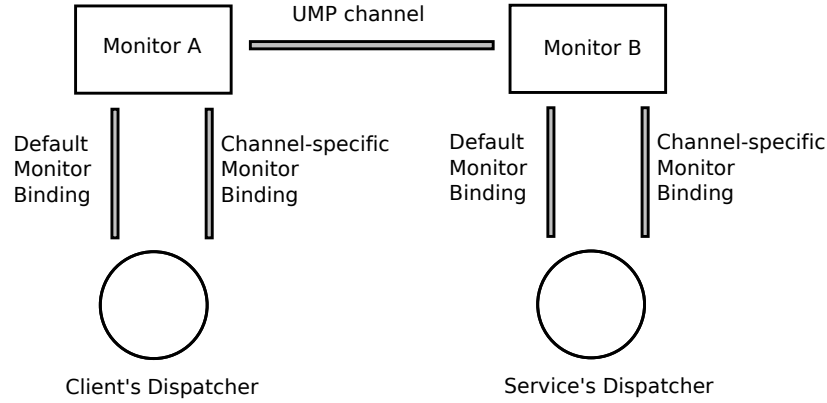 UMP channel
Monitor A
Monitor B
Default
Monitor
Binding
Channel-specific
Monitor
Binding
Default
Monitor
Binding
Channel-specific
Monitor
Binding
Client's Dispatcher
Service's Dispatcher